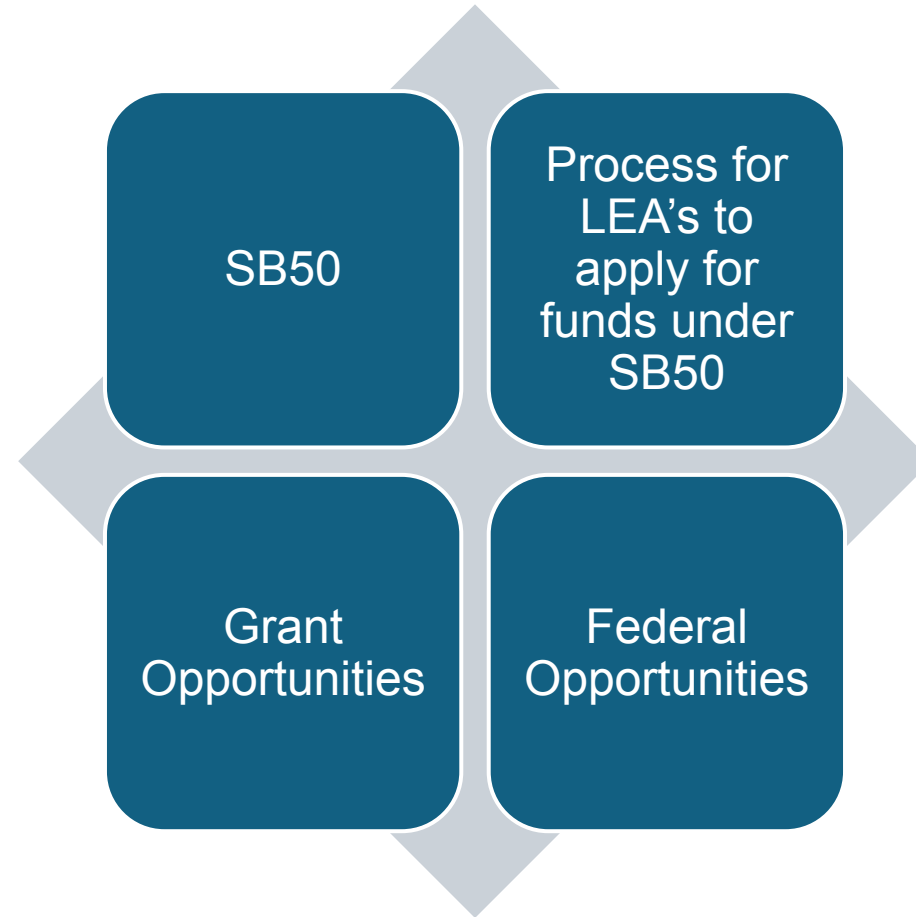 SB50
Process for
LEA’s to
apply for
funds under
SB50
Grant
Opportunities
Federal
Opportunities